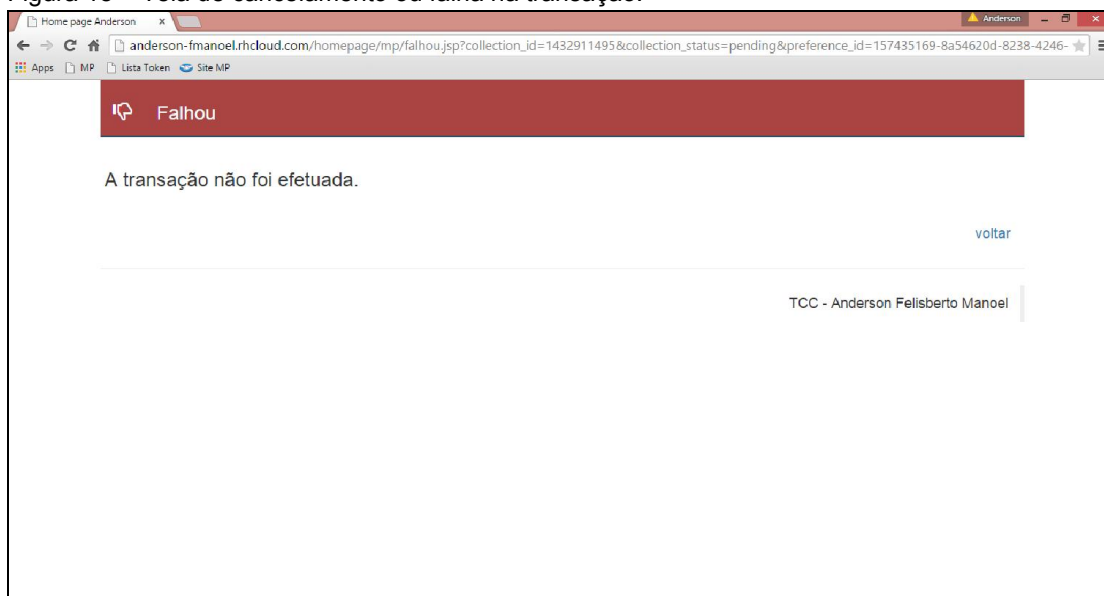 Home page Anderson x
Anderson
anderson-fmanoel.rhcloud.com/homepage/mp/falhou.jsp?collection_id=1432911495&collection_status=pending&preference_id=157435169-8a54620d-8238-4246-
Apps MP Lista Token Site MP
Falhou
A transação não foi efetuada.
voltar
TCC - Anderson Felisberto Manoel